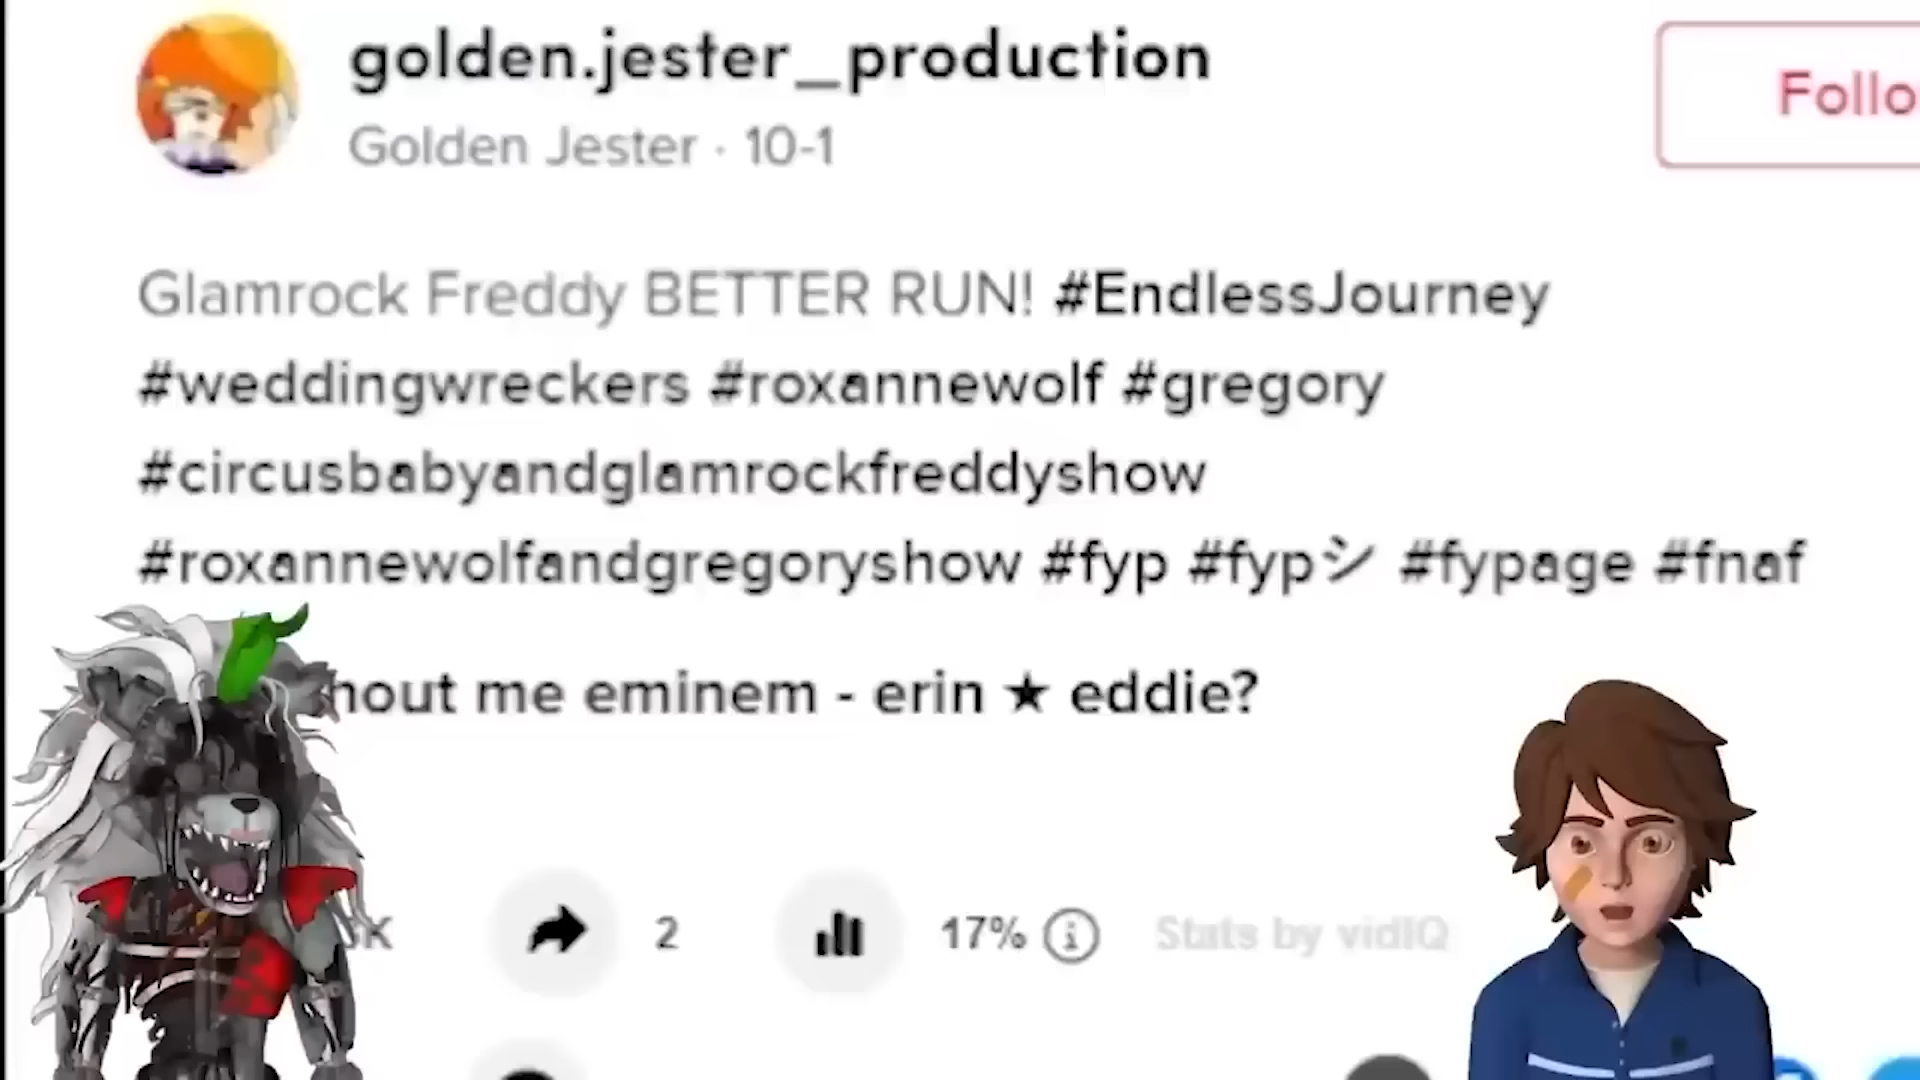 golden.jester_production
Golden Jester · 10-1
Follo
Glamrock Freddy BETTER RUN! #EndlessJourney
#weddingwreckers #roxannewolf #gregory
#circusbabyandglamrockfreddyshow
#roxannewolfandgregoryshow #fyp #fypシ #fypage #fnaf
hout me eminem - erin ★ eddie?
K 2 17% Stats by vidIQ